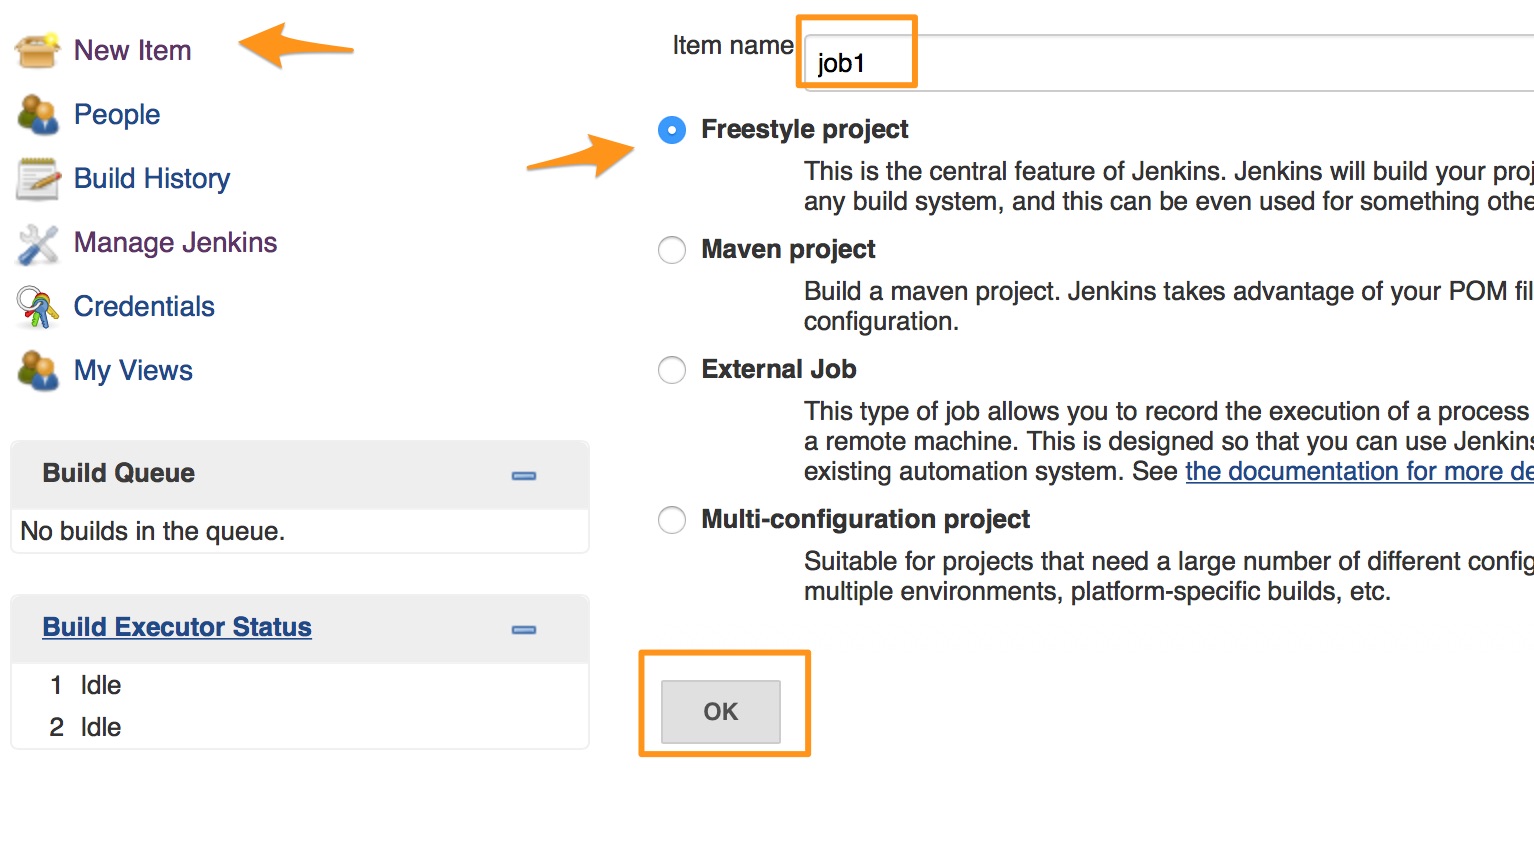 New Item
People
Build History
Manage Jenkins
Credentials
My Views
Build Queue
No builds in the queue.
Build Executor Status
1 Idle
2 Idle
Item name
job1
Freestyle project
This is the central feature of Jenkins. Jenkins will build your
any build system, and this can be even used for something
Maven project
Build a maven project. Jenkins takes advantage of your POM
configuration.
External Job
This type of job allows you to record the execution of a process
a remote machine. This is designed so that you can use Jenkins
existing automation system. See the documentation for more
Multi-configuration project
Suitable for projects that need a large number of different
multiple environments, platform-specific builds, etc.
OK